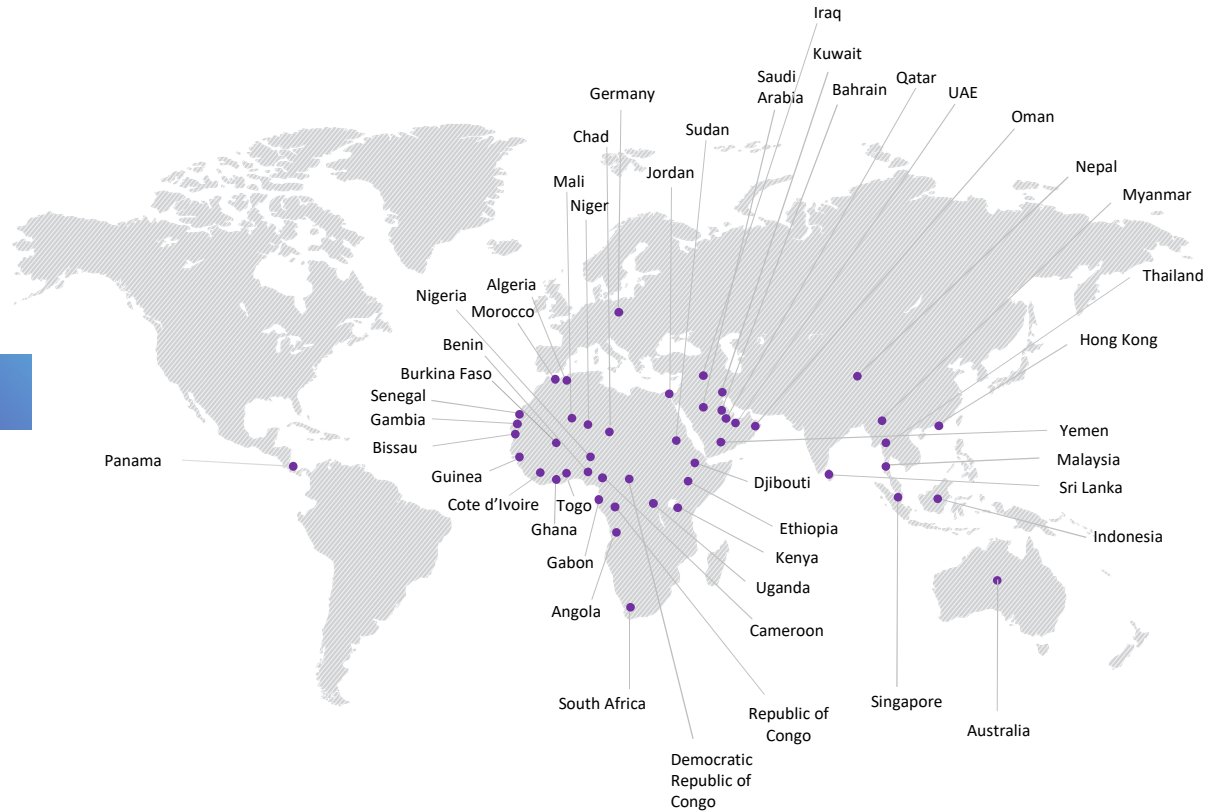 Iraq
Kuwait
Saudi
Arabia
Qatar
Bahrain
UAE
Germany
Oman
Sudan
Chad
Nepal
Jordan
Mali
Myanmar
Niger
Thailand
Algeria
Nigeria
Morocco
Hong Kong
Benin
Burkina Faso
Senegal
Gambia
Yemen
Bissau
Panama
Malaysia
Guinea
Djibouti
Sri Lanka
Cote d’Ivoire
Togo
Ghana
Ethiopia
Indonesia
Gabon
Kenya
Uganda
Angola
Cameroon
South Africa
Singapore
Republic of
Congo
Australia
Democratic
Republic of
Congo